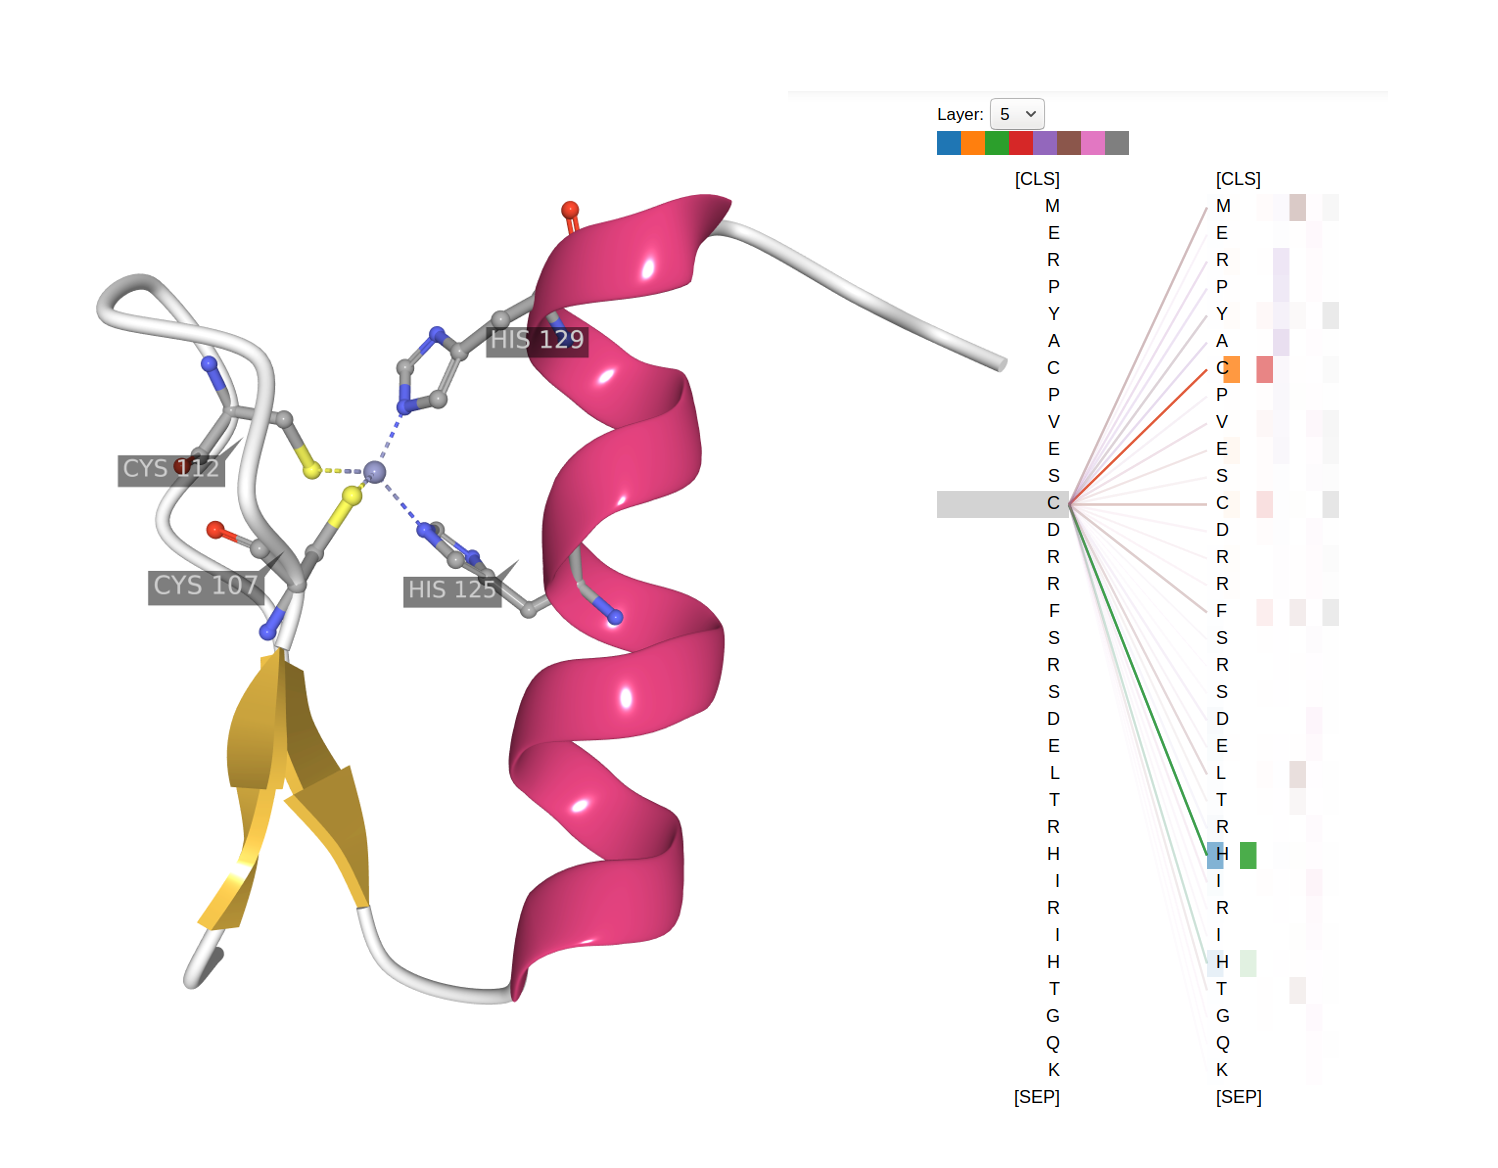 HIS 129
CYS 112
CYS 107
HIS 125
Layer: 5
[CLS] [CLS]
M M
E E
R R
P P
Y Y
A A
C C
P P
V V
E E
S S
C C
D D
R R
R R
F F
S S
R R
S S
D D
E E
L L
T T
R R
H H
I I
R R
I I
H H
T T
G G
Q Q
K K
[SEP] [SEP]